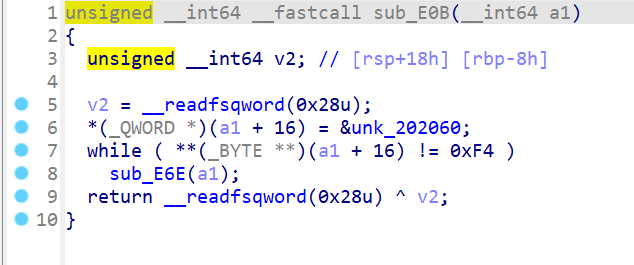 1 unsigned __int64 __fastcall sub_E0B(__int64 a1)
2 {
3 unsigned __int64 v2; // [rsp+18h] [rbp-8h]
4
5 v2 = __readfsqword(0x28u);
6 *(_QWORD *)(a1 + 16) = &unk_202060;
7 while ( **(_BYTE **)(a1 + 16) != 0xF4 )
8 sub_E6E(a1);
9 return __readfsqword(0x28u) ^ v2;
10 }